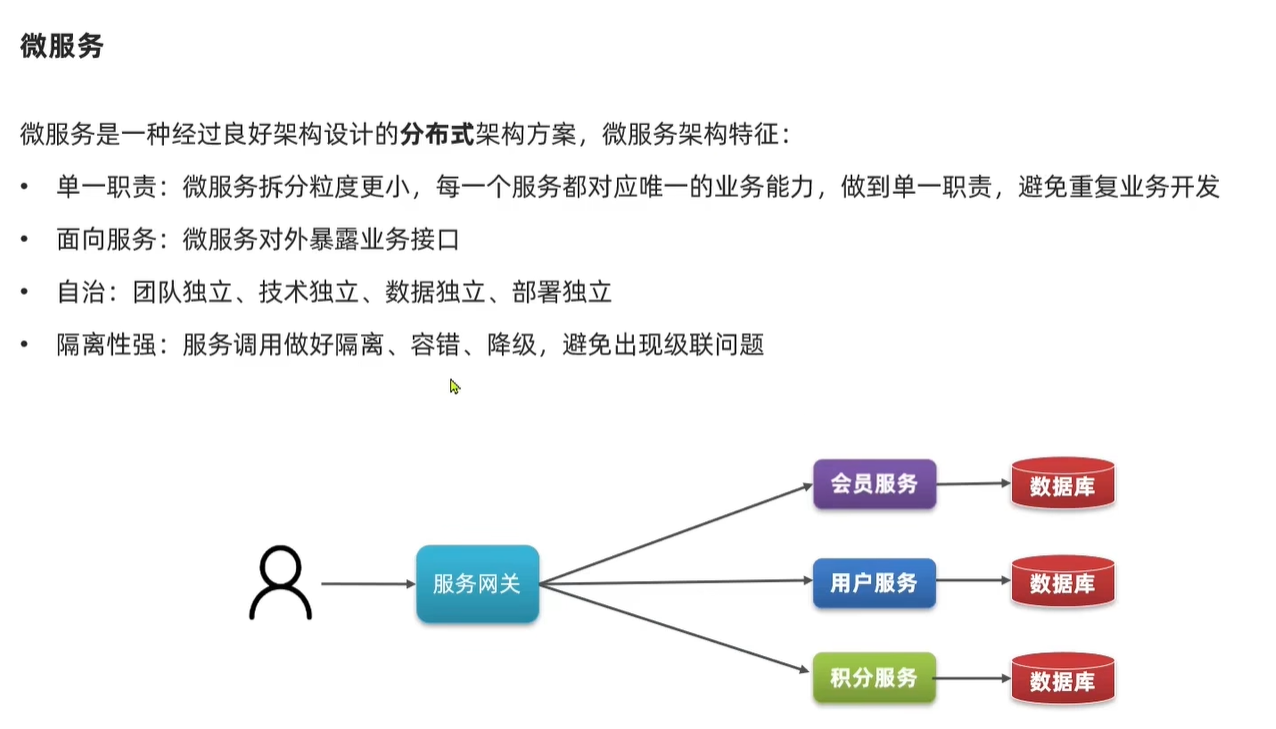 微服务
微服务是一种经过良好架构设计的分布式架构方案，微服务架构特征：
• 单一职责：微服务拆分粒度更小，每一个服务都对应唯一的业务能力，做到单一职责，避免重复业务开发
• 面向服务：微服务对外暴露业务接口
• 自治：团队独立、技术独立、数据独立、部署独立
• 隔离性强：服务调用做好隔离、容错、降级，避免出现级联问题
会员服务
数据库
服务网关
用户服务
数据库
积分服务
数据库